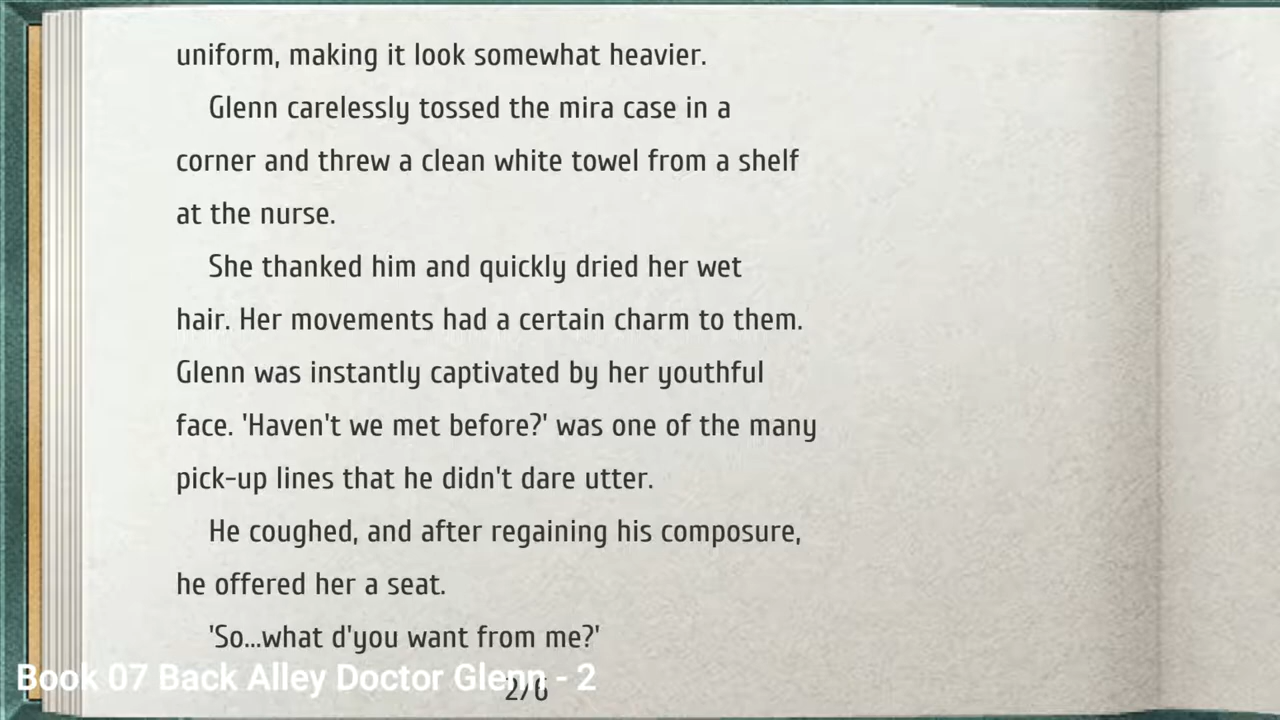 uniform, making it look somewhat heavier.
Glenn carelessly tossed the mira case in a
corner and threw a clean white towel from a shelf
at the nurse.
She thanked him and quickly dried her wet
hair. Her movements had a certain charm to them.
Glenn was instantly captivated by her youthful
face. 'Haven't we met before?' was one of the many
pick-up lines that he didn't dare utter.
He coughed, and after regaining his composure,
he offered her a seat.
'So...what d'you want from me?'
Book 07 Back Alley Doctor Glenn - 2
2/6